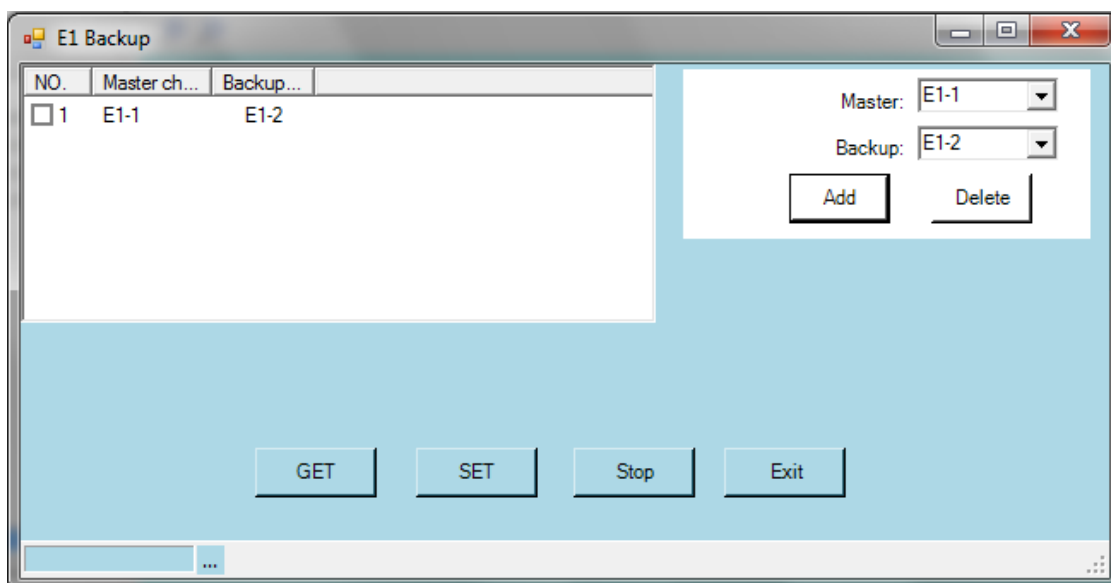 E1 Backup
NO. Master ch... Backup...
1 E1-1 E1-2
Master: E1-1
Backup: E1-2
Add Delete
GET SET Stop Exit
...